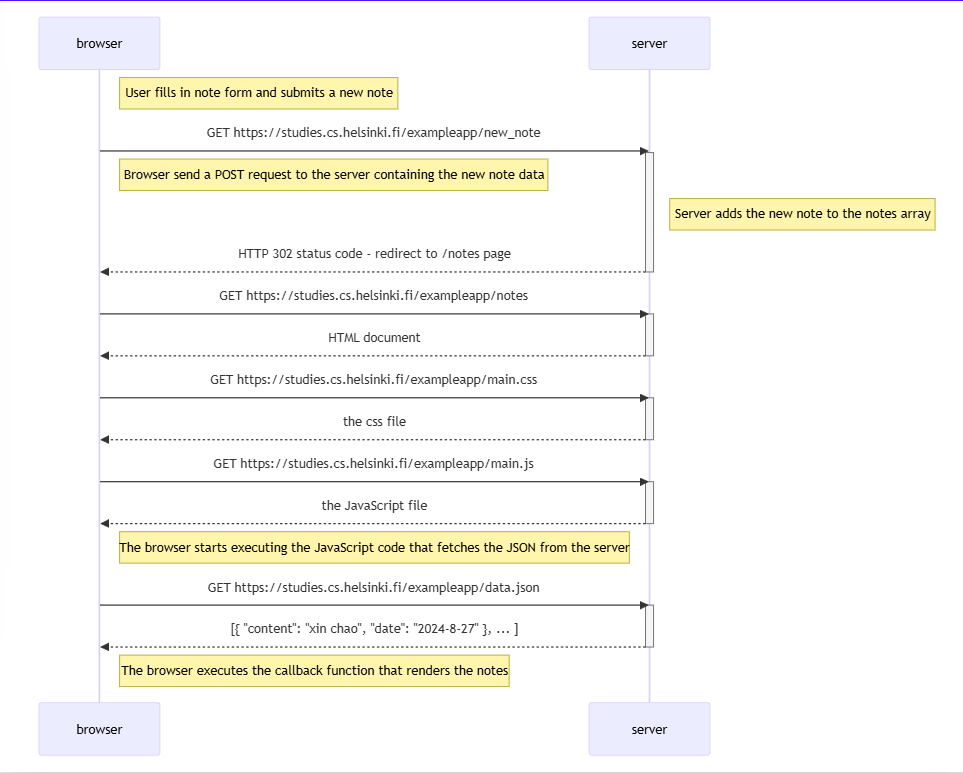 browser
server
User fills in note form and submits a new note
GET https://studies.cs.helsinki.fi/exampleapp/new_note
Browser send a POST request to the server containing the new note data
Server adds the new note to the notes array
HTTP 302 status code - redirect to /notes page
GET https://studies.cs.helsinki.fi/exampleapp/notes
HTML document
GET https://studies.cs.helsinki.fi/exampleapp/main.css
the css file
GET https://studies.cs.helsinki.fi/exampleapp/main.js
the JavaScript file
The browser starts executing the JavaScript code that fetches the JSON from the server
GET https://studies.cs.helsinki.fi/exampleapp/data.json
[{ "content": "xin chao", "date": "2024-8-27" }, ... ]
The browser executes the callback function that renders the notes
browser
server